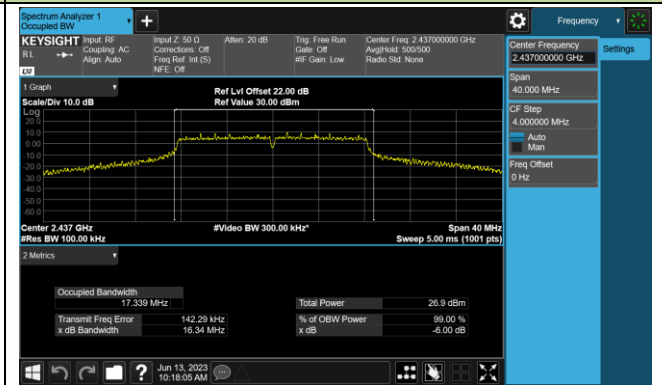 Spectrum Analyzer 1
Occupied BW
+
Frequency
KEYSIGHT
RL
LXI
Input: RF
Coupling: AC
Align: Auto
Input Z: 50 Ω
Corrections: Off
Freq Ref: Int (S)
NFE: Off
Atten: 20 dB
Trig: Free Run
Gate: Off
#IF Gain: Low
Center Freq: 2.437000000 GHz
Avg|Hold: 500/500
Radio Std: None
Center Frequency
2.437000000 GHz
Settings
Span
40.000 MHz
CF Step
4.000000 MHz
Auto
Man
Freq Offset
0 Hz
1 Graph
Scale/Div 10.0 dB
Ref Lvl Offset 22.00 dB
Ref Value 30.00 dBm
Log
20.0
10.0
0.00
-10.0
-20.0
-30.0
-40.0
-50.0
-60.0
Center 2.437 GHz
#Video BW 300.00 kHz*
Span 40 MHz
#Res BW 100.00 kHz
Sweep 5.00 ms (1001 pts)
2 Metrics
Occupied Bandwidth
17.339 MHz
Total Power 26.9 dBm
Transmit Freq Error 142.29 kHz
% of OBW Power 99.00 %
x dB Bandwidth 16.34 MHz
x dB -6.00 dB
?
Jun 13, 2023
10:18:05 AM